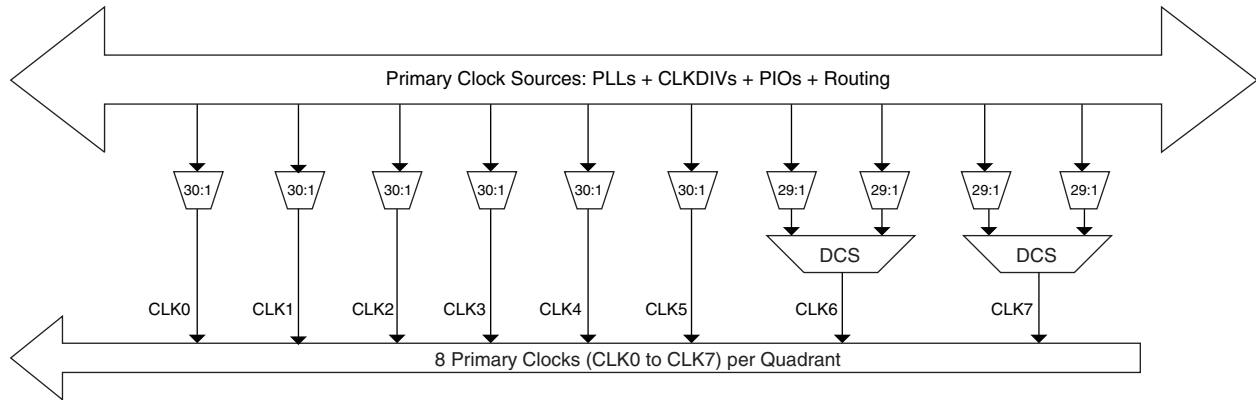 Primary Clock Sources: PLLs + CLKDIVs + PIOs + Routing
30:1 30:1 30:1 30:1 30:1 30:1 29:1 29:1 29:1 29:1
DCS DCS
CLK0 CLK1 CLK2 CLK3 CLK4 CLK5 CLK6 CLK7
8 Primary Clocks (CLK0 to CLK7) per Quadrant